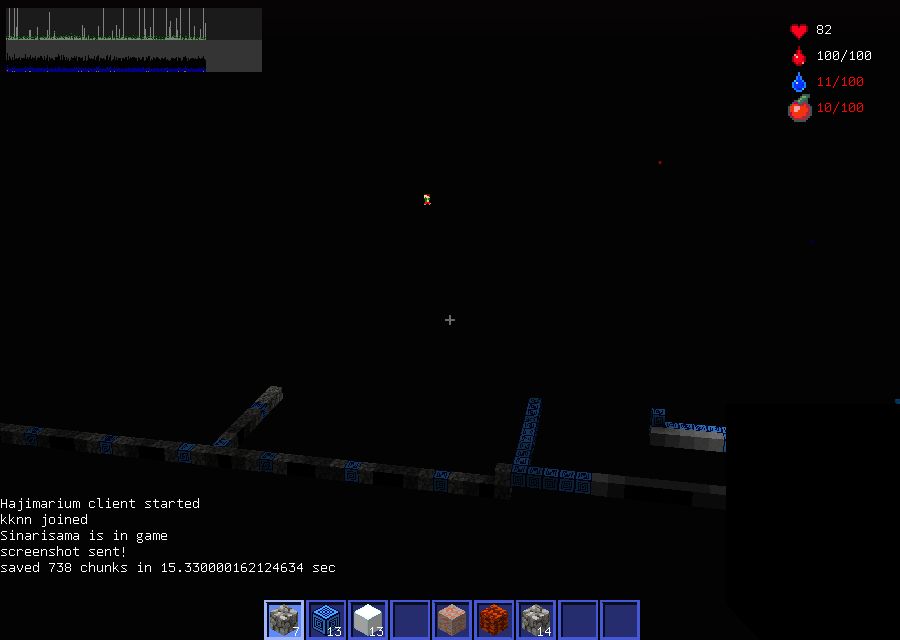 82
100/100
11/100
10/100
Hajimarium client started
kknn joined
Sinarisama is in game
screenshot sent!
saved 738 chunks in 15.330000162124634 sec
7 13 13 14